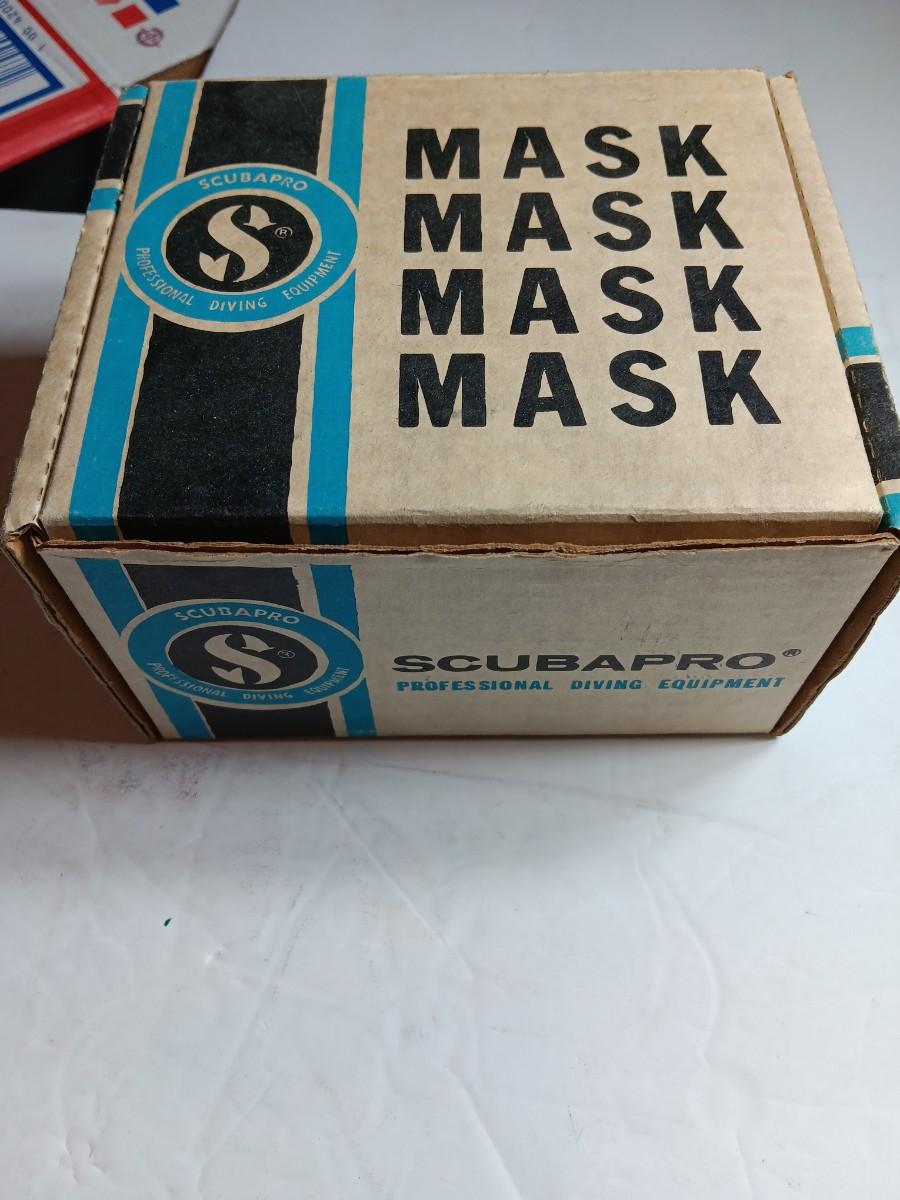 SCUBAPRO
S®
PROFESSIONAL DIVING EQUIPMENT
MASK
MASK
MASK
MASK
SCUBAPRO
S®
PROFESSIONAL DIVING EQUIPMENT
SCUBAPRO®
PROFESSIONAL DIVING EQUIPMENT